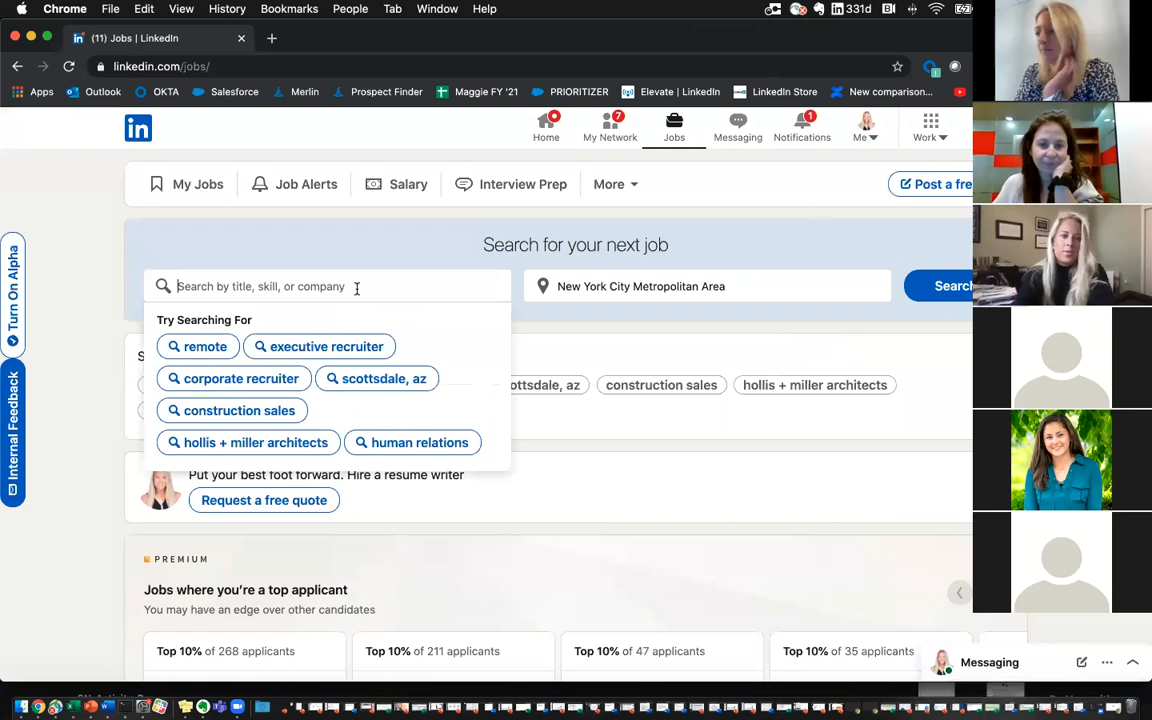 Chrome File Edit View History Bookmarks People Tab Window Help 331d
in (11) Jobs | LinkedIn
linkedin.com/jobs/
Apps Outlook OKTA Salesforce Merlin Prospect Finder Maggie FY '21 PRIORITIZER Elevate | LinkedIn LinkedIn Store New comparison...
in
Home My Network 7 Jobs Messaging Notifications 1 Me Work
My Jobs Job Alerts Salary Interview Prep More Post a fre
Turn On Alpha
Internal Feedback
Search for your next job
Search by title, skill, or company New York City Metropolitan Area Search
Try Searching For
remote executive recruiter
corporate recruiter scottsdale, az
S
ottsdale, az construction sales hollis + miller architects
construction sales
hollis + miller architects human relations
Put your best foot forward. Hire a resume writer
Request a free quote
PREMIUM
Jobs where you're a top applicant
You may have an edge over other candidates
Top 10% of 268 applicants Top 10% of 211 applicants Top 10% of 47 applicants Top 10% of 35 applicants
Messaging